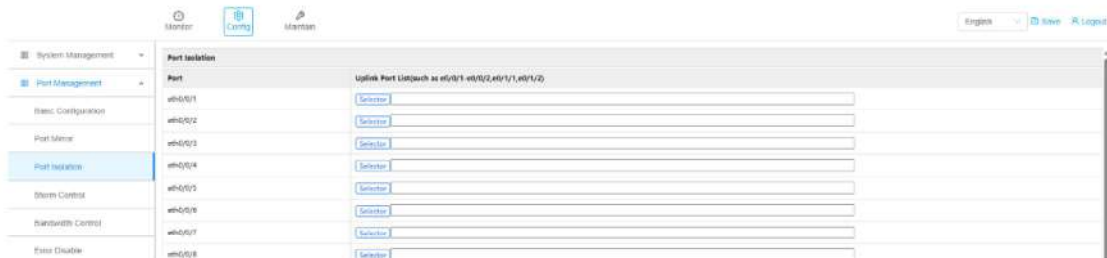 Monitor Config Maintain English Save Logout
System Management
Port Management
Basic Configuration
Port Mirror
Port Isolation
Storm Control
Bandwidth Control
Error Disable
Port Isolation
Port Uplink Port List(such as e0/0/1-e0/0/2,e0/1/1,e0/1/2)
eth0/0/1 Selector
eth0/0/2 Selector
eth0/0/3 Selector
eth0/0/4 Selector
eth0/0/5 Selector
eth0/0/6 Selector
eth0/0/7 Selector
eth0/0/8 Selector